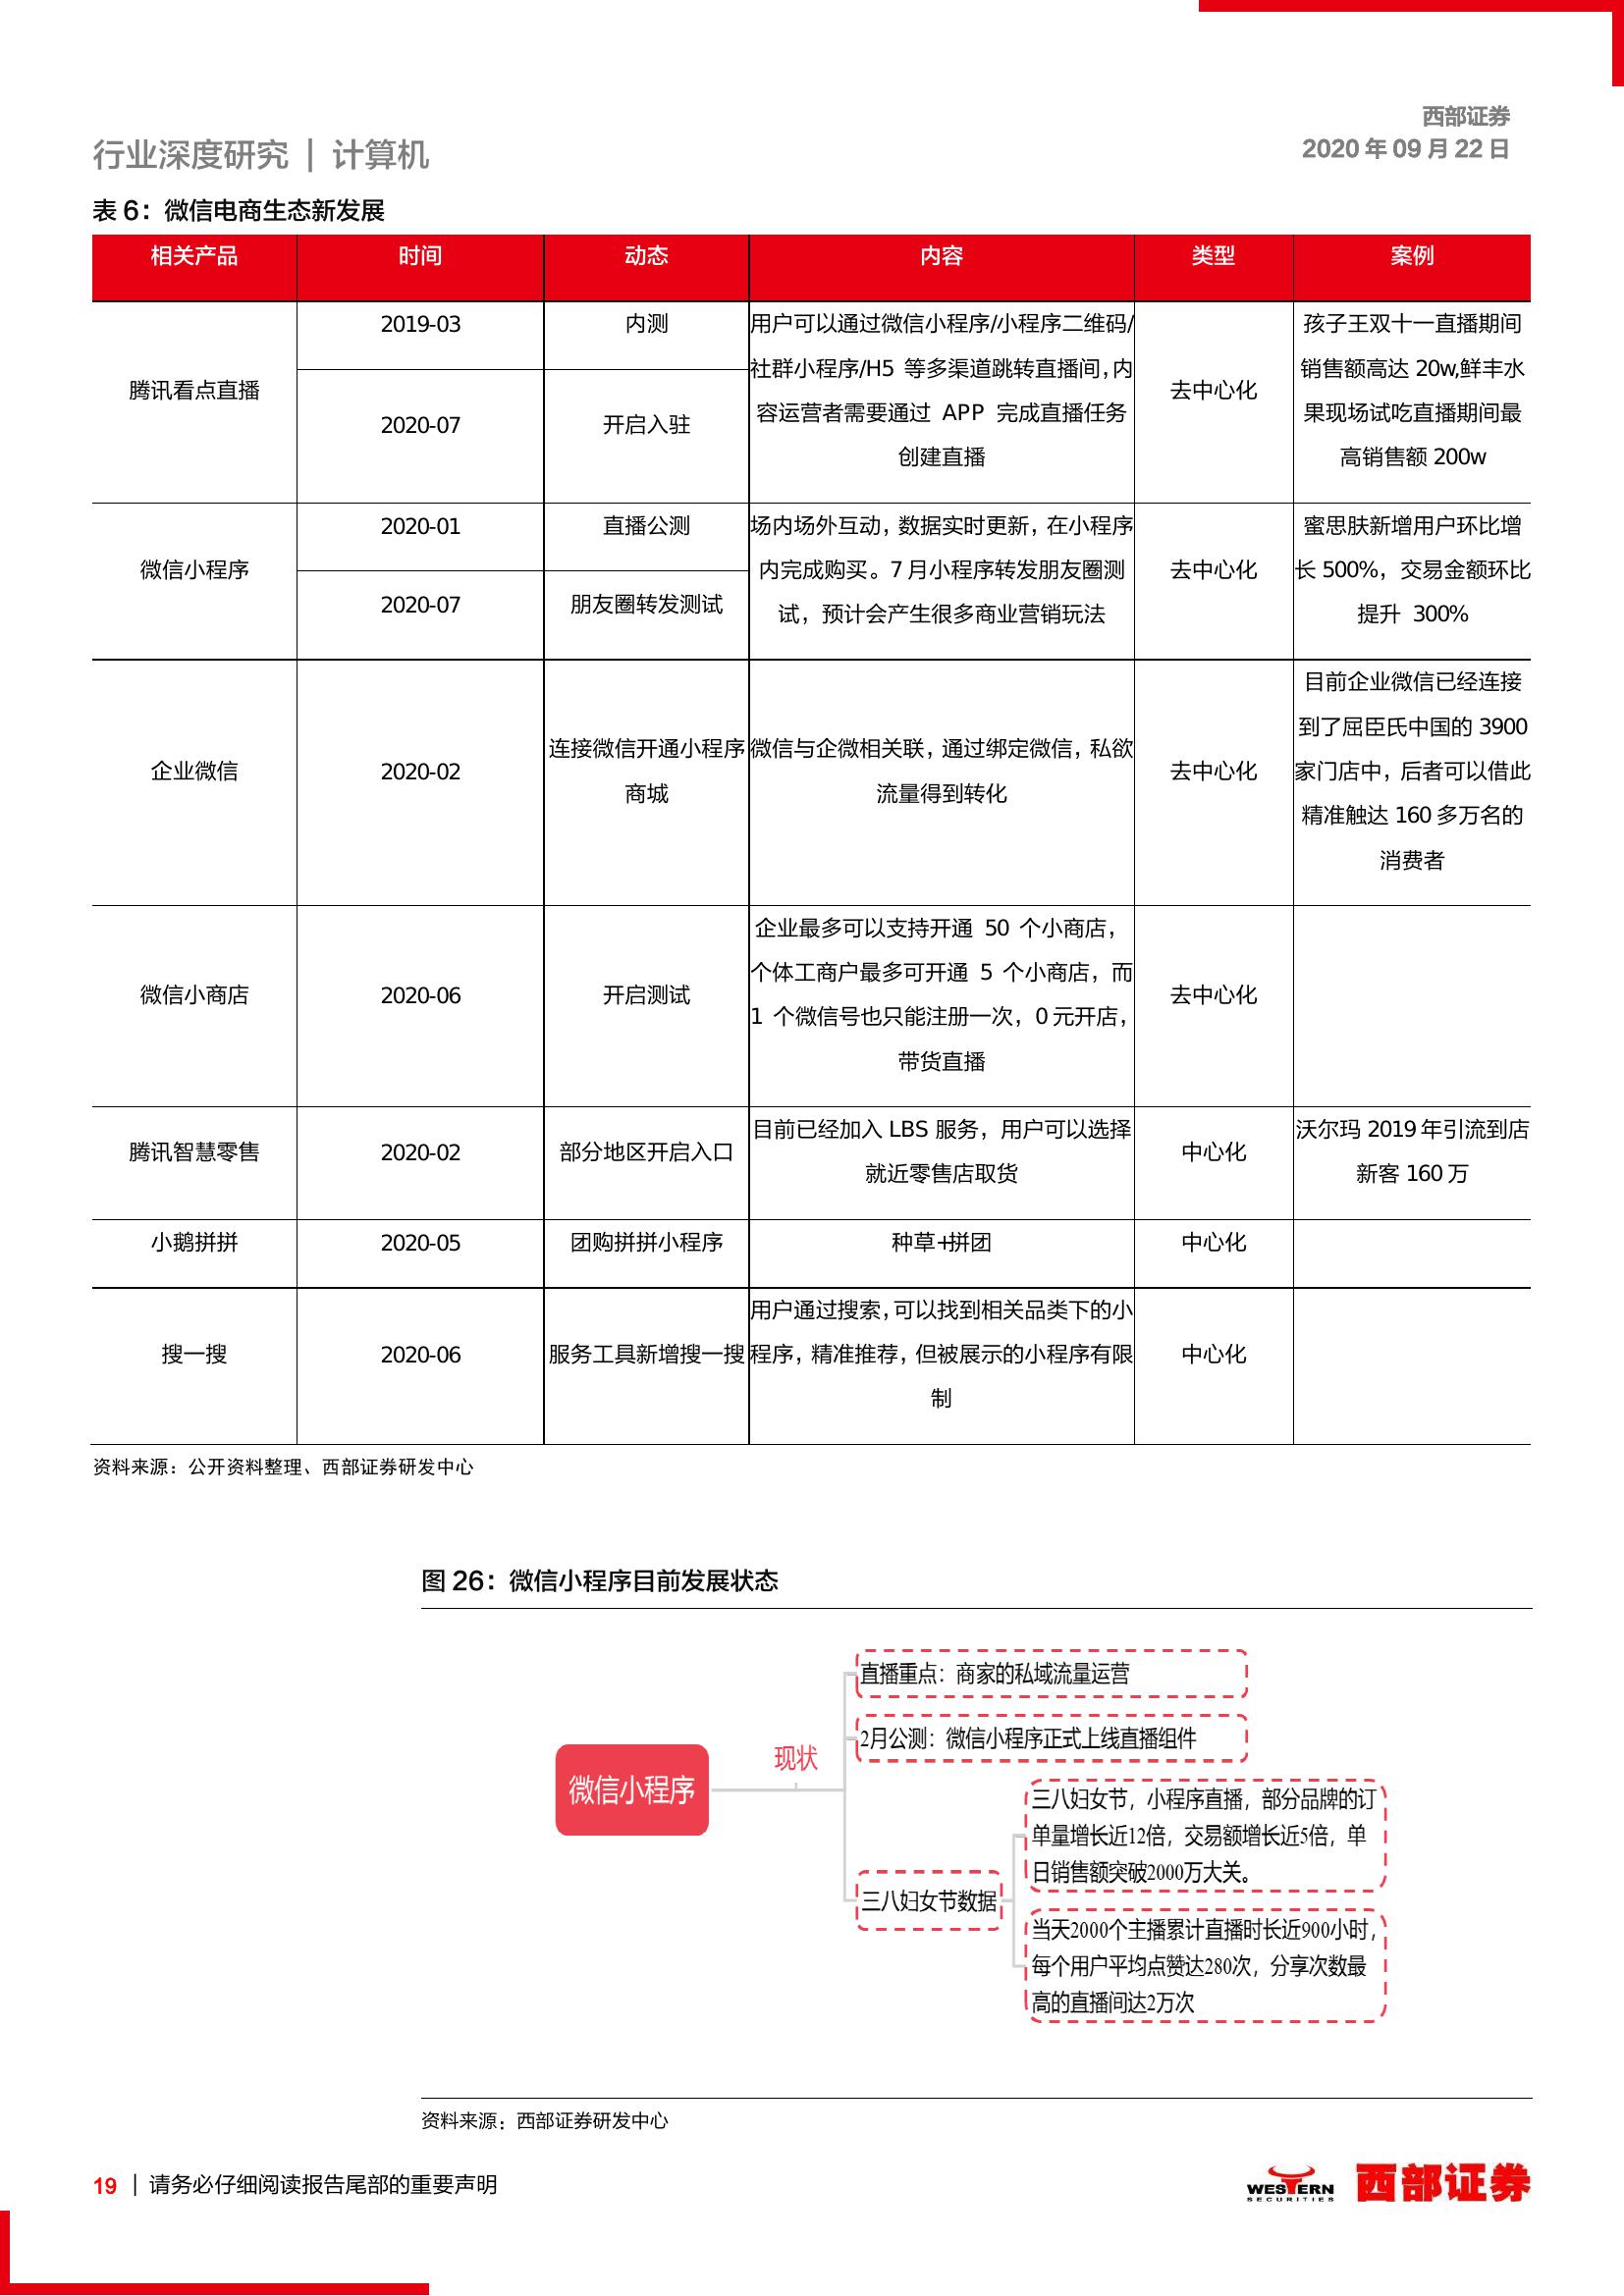 西部证券
行业深度研究 | 计算机
2020 年 09 月 22 日
表 6：微信电商生态新发展
相关产品 时间 动态 内容 类型 案例
腾讯看点直播
2019-03 内测
2020-07 开启入驻
用户可以通过微信小程序/小程序二维码/
社群小程序/H5 等多渠道跳转直播间，内
容运营者需要通过 APP 完成直播任务
创建直播
去中心化
孩子王双十一直播期间
销售额高达 20w,鲜丰水
果现场试吃直播期间最
高销售额 200w
微信小程序
2020-01 直播公测
2020-07 朋友圈转发测试
场内场外互动，数据实时更新，在小程序
内完成购买。7 月小程序转发朋友圈测
试，预计会产生很多商业营销玩法
去中心化
蜜思肤新增用户环比增
长 500%，交易金额环比
提升 300%
企业微信
2020-02
连接微信开通小程序
商城
微信与企微相关联，通过绑定微信，私欲
流量得到转化
去中心化
目前企业微信已经连接
到了屈臣氏中国的 3900
家门店中，后者可以借此
精准触达 160 多万名的
消费者
微信小商店
2020-06
开启测试
企业最多可以支持开通 50 个小商店，
个体工商户最多可开通 5 个小商店，而
1 个微信号也只能注册一次，0 元开店，
带货直播
去中心化
腾讯智慧零售
2020-02
部分地区开启入口
目前已经加入 LBS 服务，用户可以选择
就近零售店取货
中心化
沃尔玛 2019 年引流到店
新客 160 万
小鹅拼拼 2020-05 团购拼拼小程序 种草+拼团 中心化
搜一搜
2020-06
服务工具新增搜一搜
用户通过搜索，可以找到相关品类下的小
程序，精准推荐，但被展示的小程序有限
制
中心化
资料来源：公开资料整理、西部证券研发中心
图 26：微信小程序目前发展状态
微信小程序
现状
直播重点：商家的私域流量运营
2月公测：微信小程序正式上线直播组件
三八妇女节数据
三八妇女节，小程序直播，部分品牌的订
单量增长近12倍，交易额增长近5倍，单
日销售额突破2000万大关。
当天2000个主播累计直播时长近900小时，
每个用户平均点赞达280次，分享次数最
高的直播间达2万次
资料来源：西部证券研发中心
19 | 请务必仔细阅读报告尾部的重要声明
WESTERN
SECURITIES
西部证券